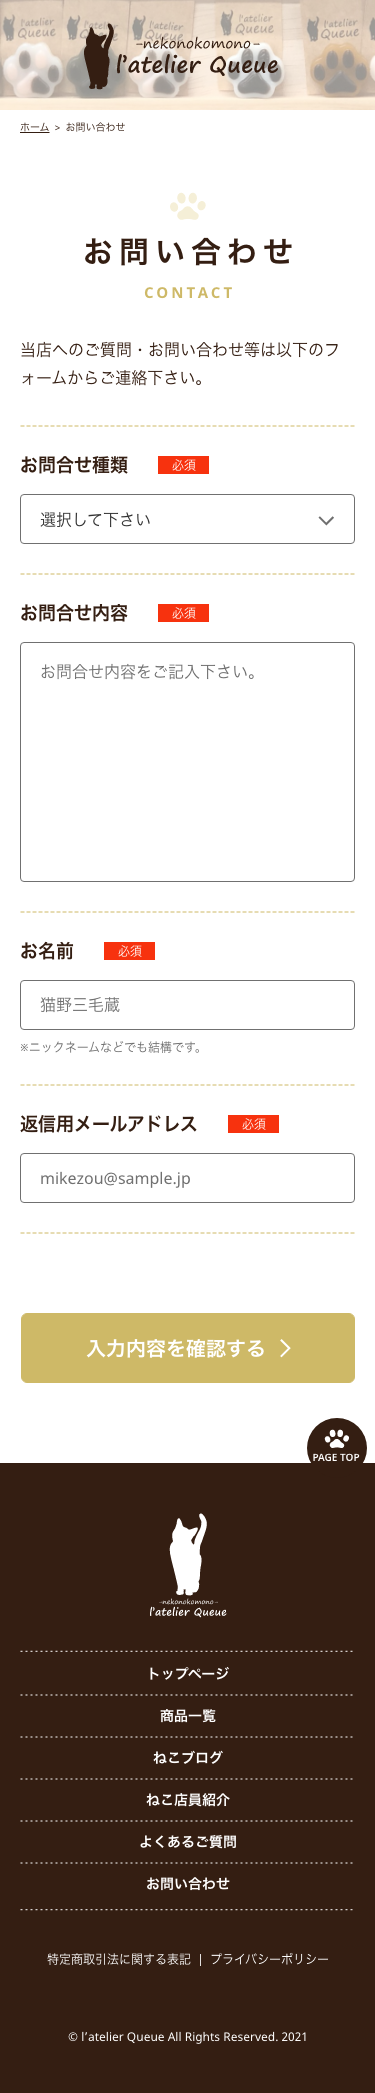 l'atelier Queue
-nekonokomono-
l'atelier Queue
ホーム > お問い合わせ
お問い合わせ
CONTACT
当店へのご質問・お問い合わせ等は以下のフ
ォームからご連絡下さい。
お問合せ種類 必須
選択して下さい
お問合せ内容 必須
お問合せ内容をご記入下さい。
お名前 必須
猫野三毛蔵
※ニックネームなどでも結構です。
返信用メールアドレス 必須
mikezou@sample.jp
入力内容を確認する
PAGE TOP
-nekonokomono-
l'atelier Queue
トップページ
商品一覧
ねこブログ
ねこ店員紹介
よくあるご質問
お問い合わせ
特定商取引法に関する表記 | プライバシーポリシー
© l'atelier Queue All Rights Reserved. 2021